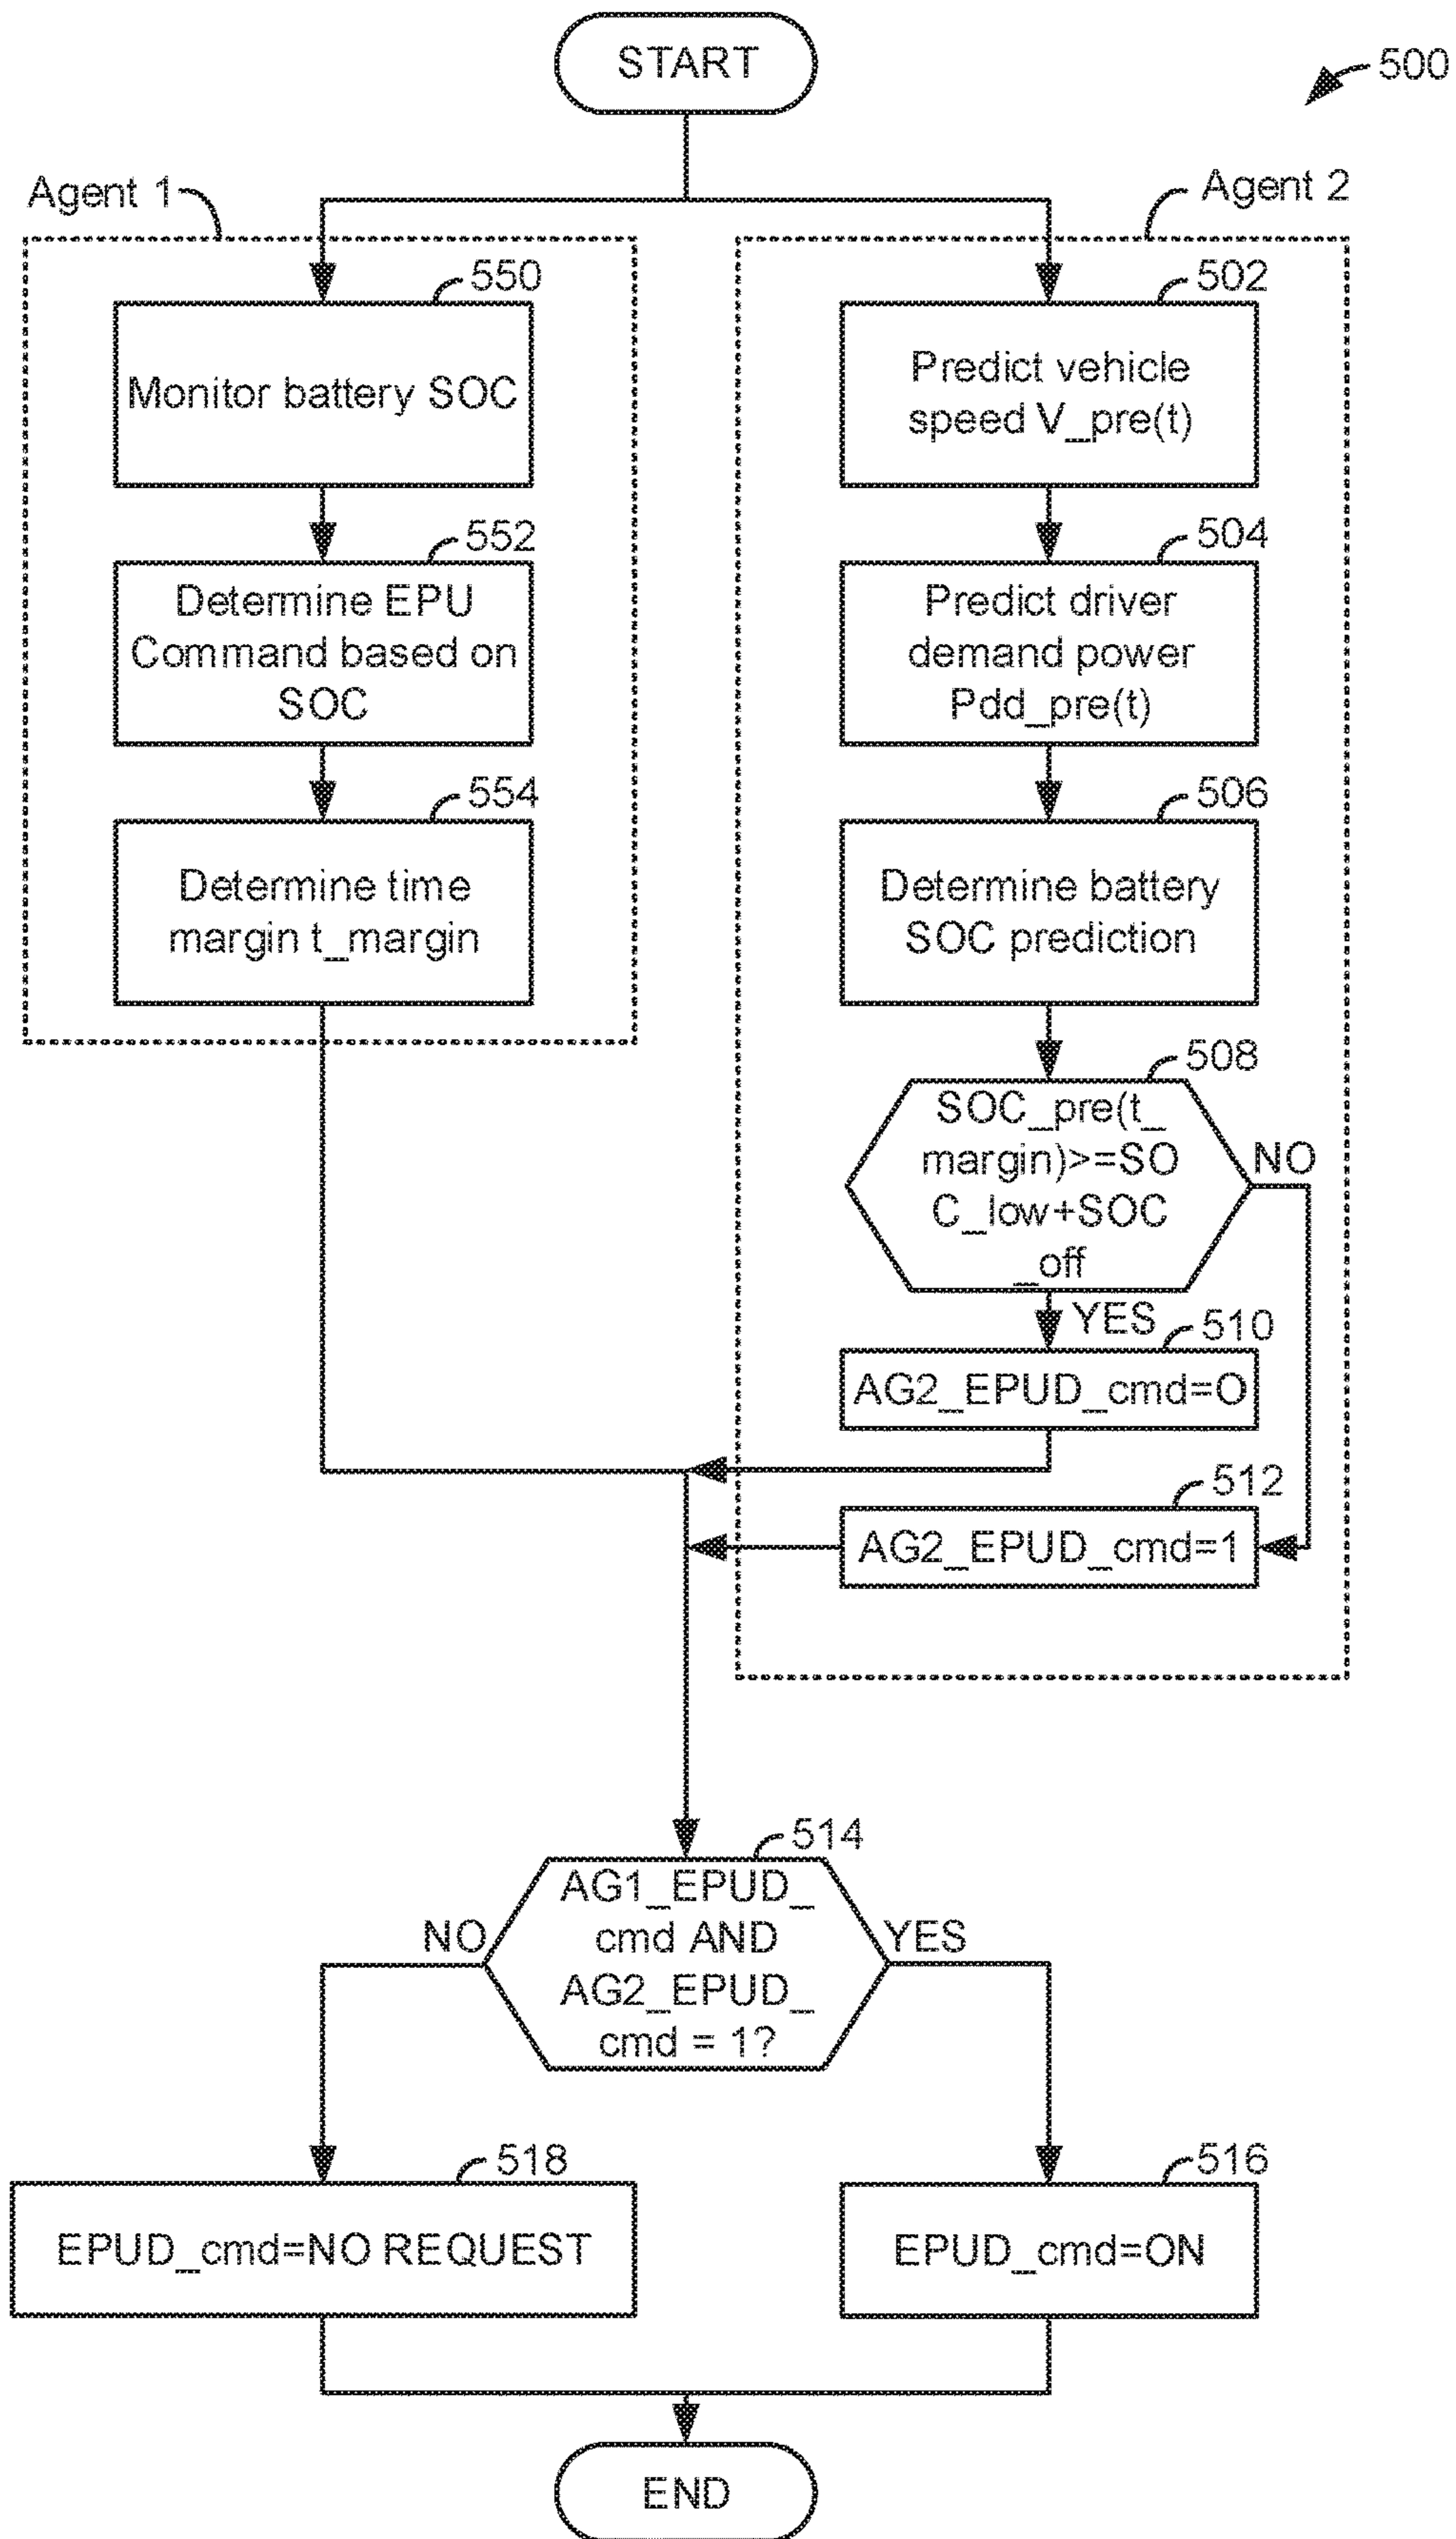 START
500
Agent 1
Agent 2
550
Monitor battery SOC
552
Determine EPU
Command based on
SOC
554
Determine time
margin t_margin
502
Predict vehicle
speed V_pre(t)
504
Predict driver
demand power
Pdd_pre(t)
506
Determine battery
SOC prediction
508
SOC_pre(t_
margin)>=SO
C_low+SOC
_off
NO
YES
510
AG2_EPUD_cmd=O
512
AG2_EPUD_cmd=1
514
AG1_EPUD_
cmd AND
AG2_EPUD_
cmd = 1?
NO
YES
518
EPUD_cmd=NO REQUEST
516
EPUD_cmd=ON
END